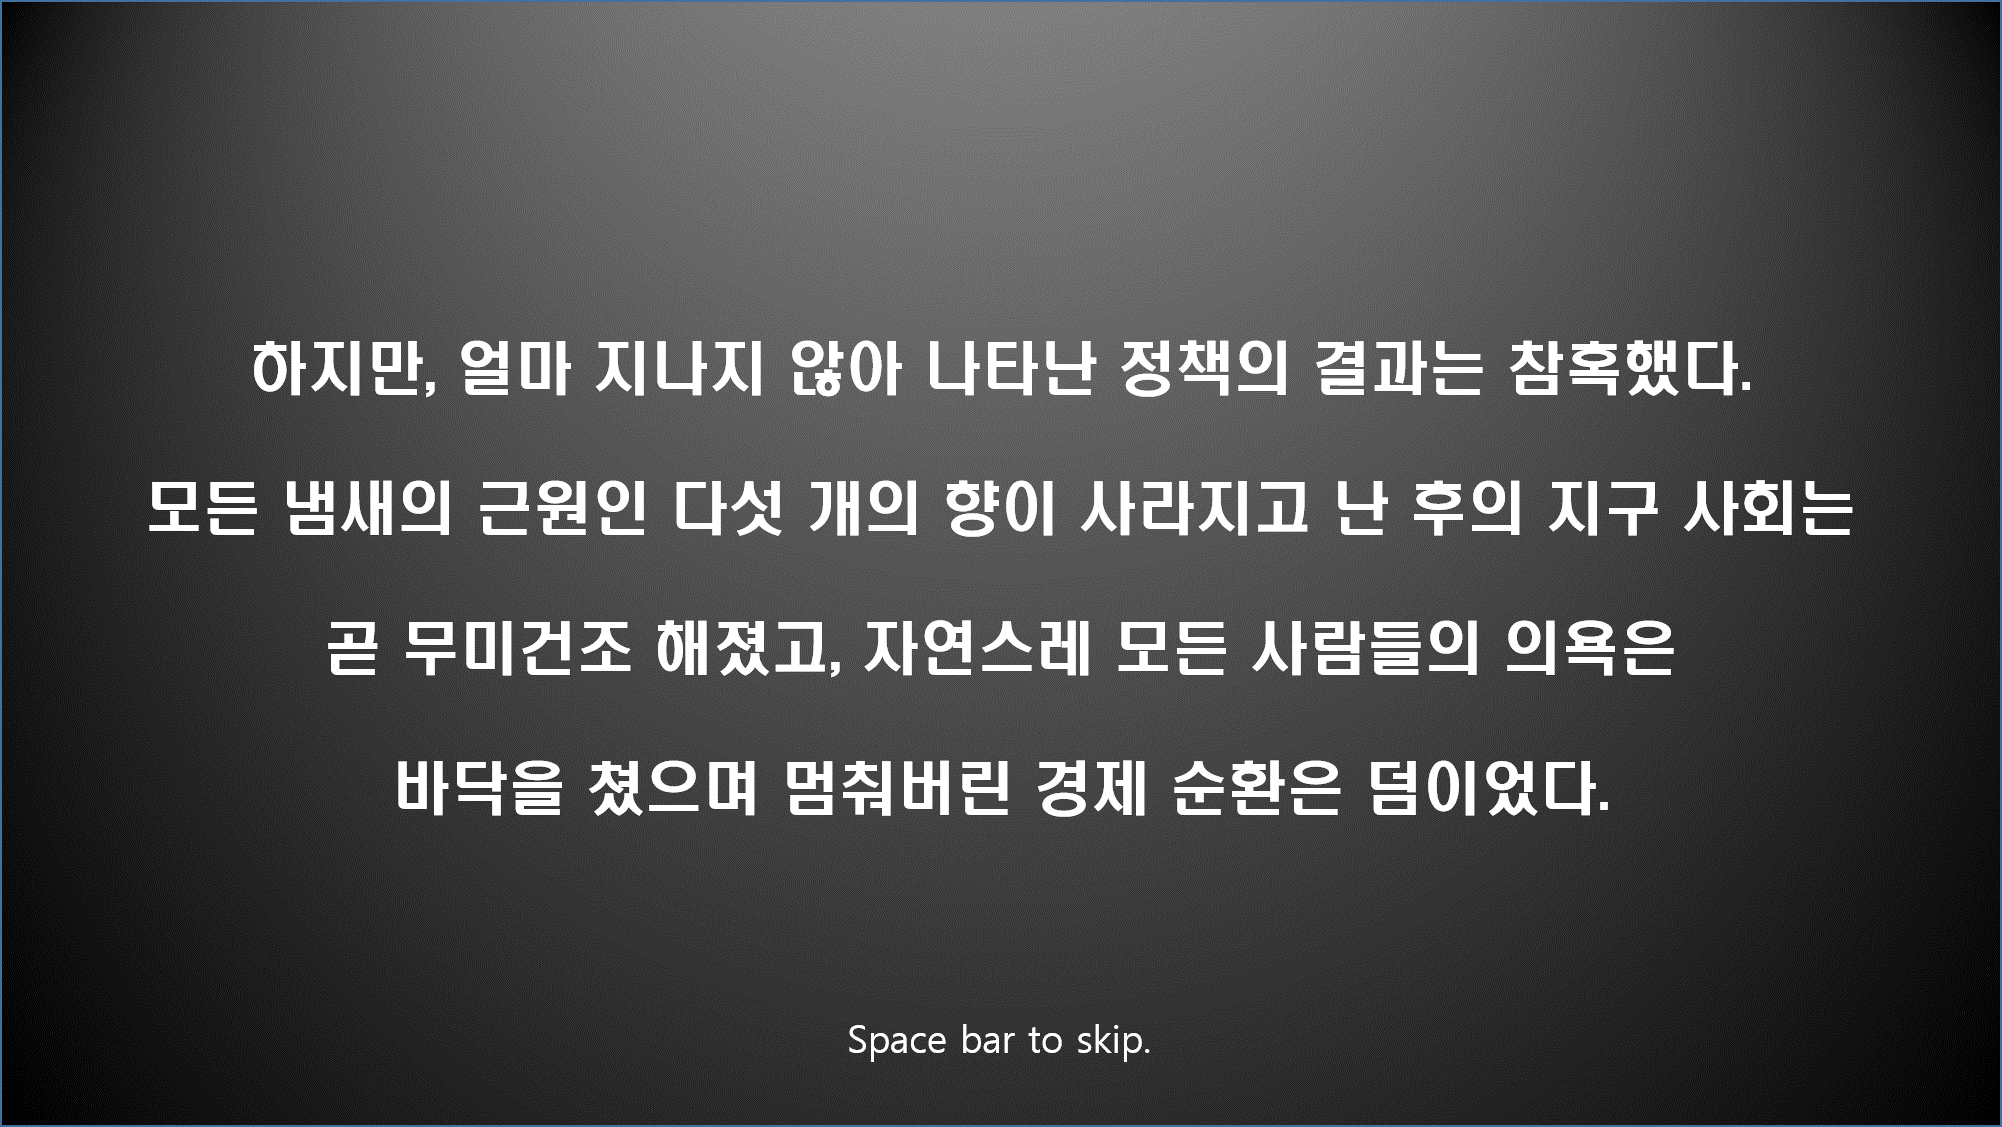 하지만, 얼마 지나지 않아 나타난 정책의 결과는 참혹했다.
모든 냄새의 근원인 다섯 개의 향이 사라지고 난 후의 지구 사회는
곧 무미건조 해졌고, 자연스레 모든 사람들의 의욕은
바닥을 쳤으며 멈춰버린 경제 순환은 덤이었다.
Space bar to skip.